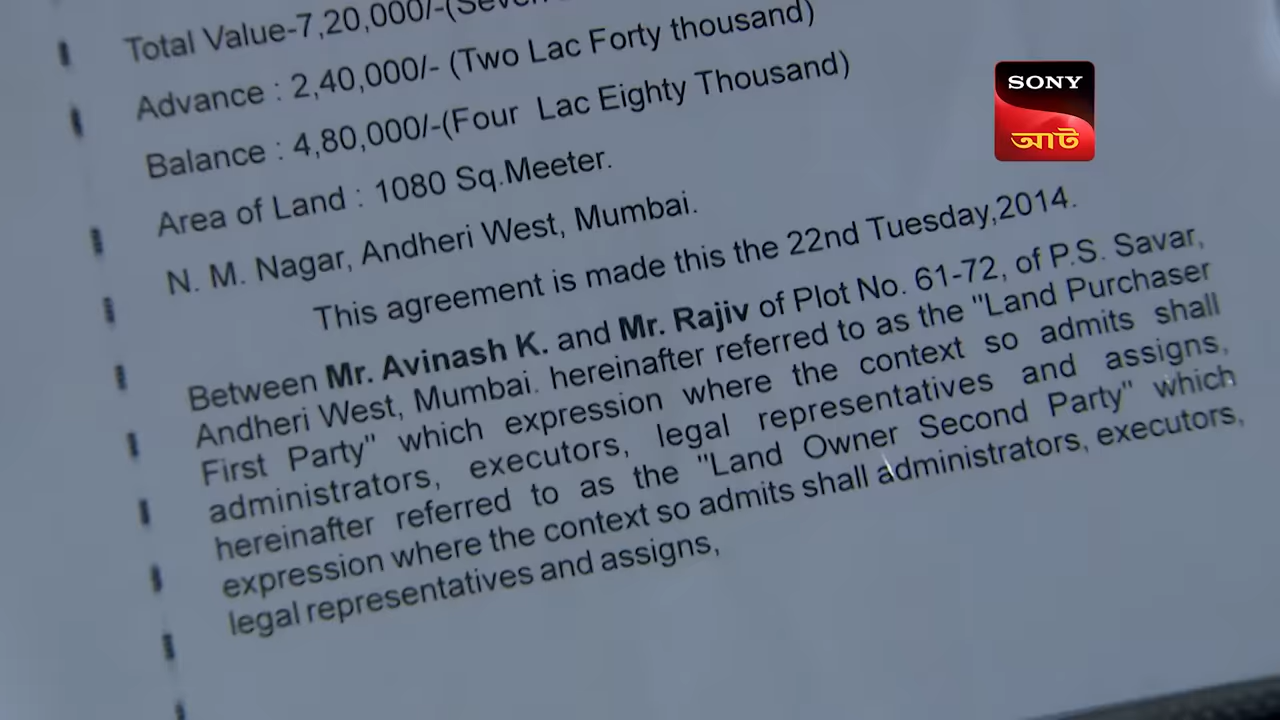 Total Value-7,20,000/-(Seven
Advance : 2,40,000/- (Two Lac Forty thousand)
Balance : 4,80,000/-(Four Lac Eighty Thousand)
Area of Land : 1080 Sq.Meeter.
N. M. Nagar, Andheri West, Mumbai.
This agreement is made this the 22nd Tuesday,2014.
Between Mr. Avinash K. and Mr. Rajiv of Plot No. 61-72, of P.S. Savar,
Andheri West, Mumbai. hereinafter referred to as the "Land Purchaser
First Party" which expression where the context so admits shall
administrators, executors, legal representatives and assigns,
hereinafter referred to as the "Land Owner Second Party" which
expression where the context so admits shall administrators, executors,
legal representatives and assigns,
SONY
আট